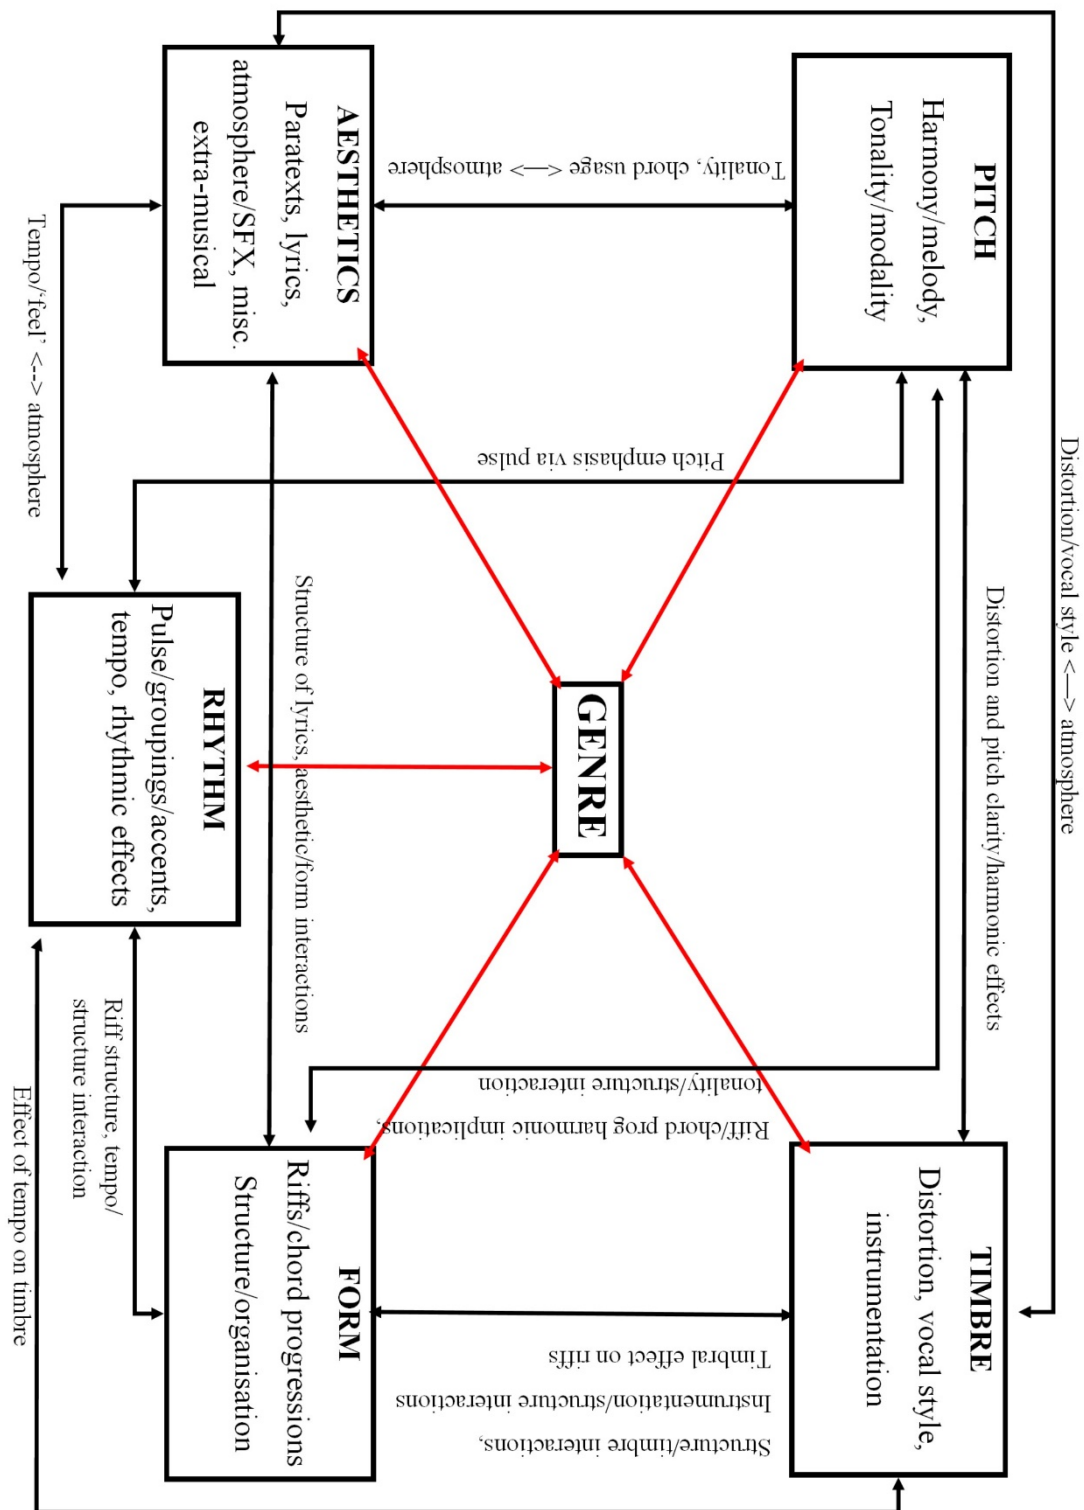 Distortion/vocal style <—> atmosphere
PITCH
Harmony/melody,
Tonality/modality
Distortion and pitch clarity/harmonic effects
TIMBRE
Distortion, vocal style,
instrumentation
Tonality, chord usage <—> atmosphere
Pitch emphasis via pulse
GENRE
Riff/chord prog harmonic implications,
tonality/structure interaction
Structure/timbre interactions,
Instrumentation/structure interactions
Timbral effect on riffs
AESTHETICS
Paratexts, lyrics,
atmosphere/SFX, misc.
extra-musical
Structure of lyrics, aesthetic/form interactions
FORM
Riffs/chord progressions
Structure/organisation
Tempo/‘feel’ <--> atmosphere
RHYTHM
Pulse/groupings/accents,
tempo, rhythmic effects
Riff structure, tempo/
structure interaction
Effect of tempo on timbre